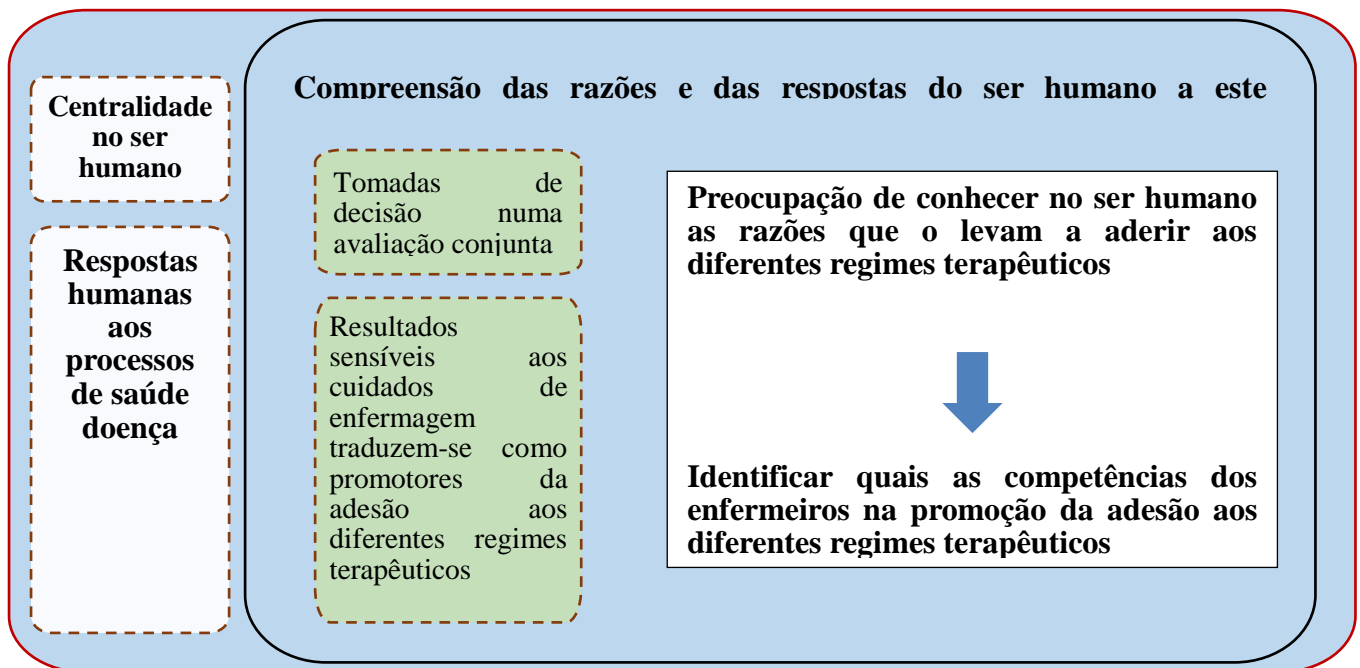 Centralidade
no ser
humano
Respostas
humanas
aos
processos
de saúde
doença
Compreensão das razões e das respostas do ser humano a este
Tomadas de
decisão numa
avaliação conjunta
Resultados
sensíveis aos
cuidados de
enfermagem
traduzem-se como
promotores da
adesão aos
diferentes regimes
terapêuticos
Preocupação de conhecer no ser humano
as razões que o levam a aderir aos
diferentes regimes terapêuticos
Identificar quais as competências dos
enfermeiros na promoção da adesão aos
diferentes regimes terapêuticos